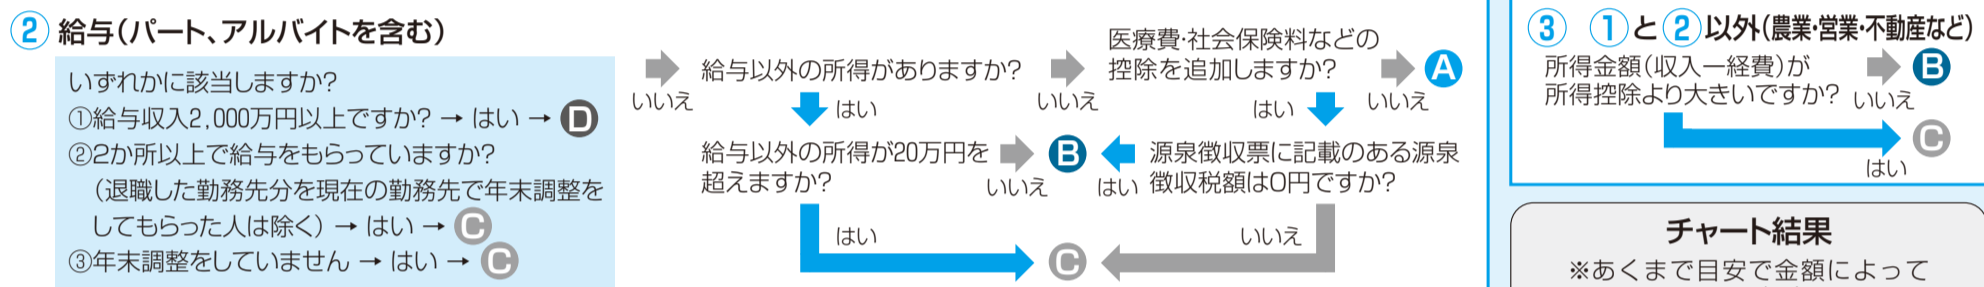 ② 給与(パート、アルバイトを含む)
いずれかに該当しますか?
①給与収入2,000万円以上ですか? → はい → D
②2か所以上で給与をもらっていますか?
(退職した勤務先分を現在の勤務先で年末調整を
してもらった人は除く) → はい → C
③年末調整をしていません → はい → C
いいえ
給与以外の所得がありますか?
はい
いいえ
医療費・社会保険料などの
控除を追加しますか?
いいえ
A
はい
給与以外の所得が20万円を
超えますか?
いいえ
B
はい
源泉徴収票に記載のある源泉
徴収税額は0円ですか?
はい
いいえ
C
③ ①と②以外(農業・営業・不動産など)
所得金額(収入ー経費)が
所得控除より大きいですか?
いいえ
B
はい
C
チャート結果
※あくまで目安で金額によって